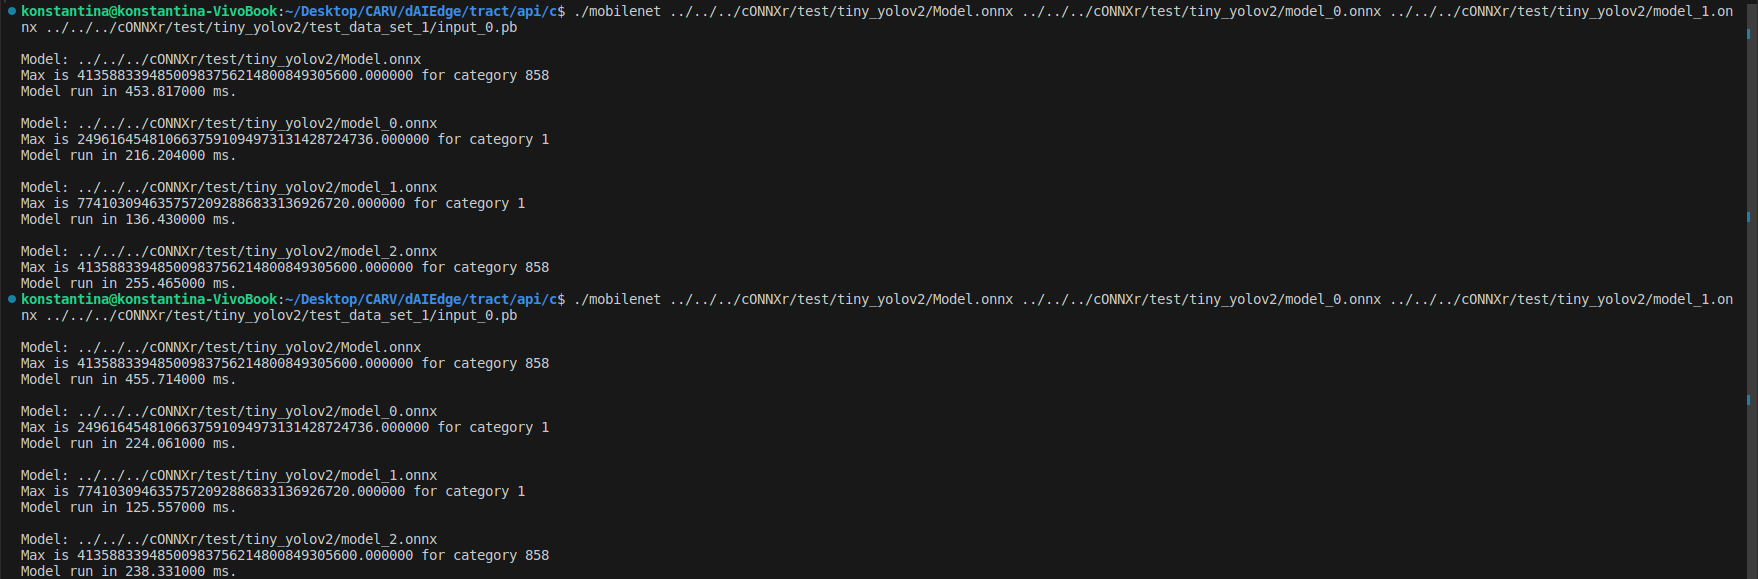 konstantina@konstantina-VivoBook:~/Desktop/CARV/dAIEdge/tract/api/c$ ./mobilenet ../../../cONNXr/test/tiny_yolov2/Model.onnx ../../../cONNXr/test/tiny_yolov2/model_0.onnx ../../../cONNXr/test/tiny_yolov2/model_1.on
nx ../../../cONNXr/test/tiny_yolov2/test_data_set_1/input_0.pb
Model: ../../../cONNXr/test/tiny_yolov2/Model.onnx
Max is 41358833948500983756214800849305600.000000 for category 858
Model run in 453.817000 ms.
Model: ../../../cONNXr/test/tiny_yolov2/model_0.onnx
Max is 24961645481066375910949731314287247​36.000000 for category 1
Model run in 216.204000 ms.
Model: ../../../cONNXr/test/tiny_yolov2/model_1.onnx
Max is 7741030946357572092886833136926720.000000 for category 1
Model run in 136.430000 ms.
Model: ../../../cONNXr/test/tiny_yolov2/model_2.onnx
Max is 41358833948500983756214800849305600.000000 for category 858
Model run in 255.465000 ms.
konstantina@konstantina-VivoBook:~/Desktop/CARV/dAIEdge/tract/api/c$ ./mobilenet ../../../cONNXr/test/tiny_yolov2/Model.onnx ../../../cONNXr/test/tiny_yolov2/model_0.onnx ../../../cONNXr/test/tiny_yolov2/model_1.on
nx ../../../cONNXr/test/tiny_yolov2/test_data_set_1/input_0.pb
Model: ../../../cONNXr/test/tiny_yolov2/Model.onnx
Max is 41358833948500983756214800849305600.000000 for category 858
Model run in 455.714000 ms.
Model: ../../../cONNXr/test/tiny_yolov2/model_0.onnx
Max is 2496164548106637591094973131428724736.000000 for category 1
Model run in 224.061000 ms.
Model: ../../../cONNXr/test/tiny_yolov2/model_1.onnx
Max is 7741030946357572092886833136926720.000000 for category 1
Model run in 125.557000 ms.
Model: ../../../cONNXr/test/tiny_yolov2/model_2.onnx
Max is 41358833948500983756214800849305600.000000 for category 858
Model run in 238.331000 ms.